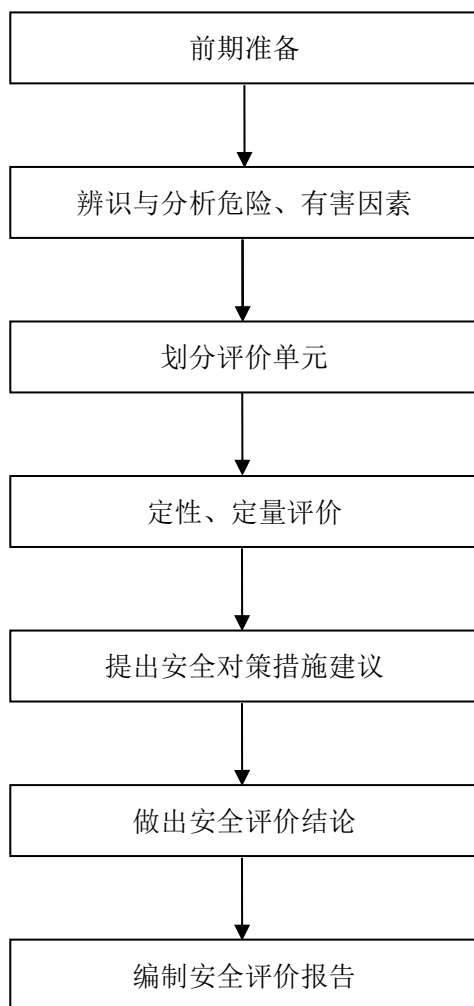 前期准备
辨识与分析危险、有害因素
划分评价单元
定性、定量评价
提出安全对策措施建议
做出安全评价结论
编制安全评价报告